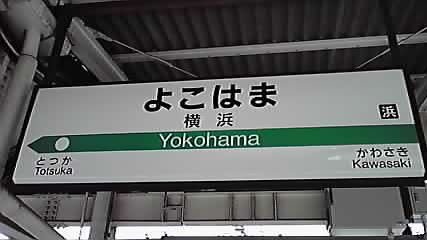 よこはま
横浜
浜
Yokohama
とつか
Totsuka
かわさき
Kawasaki